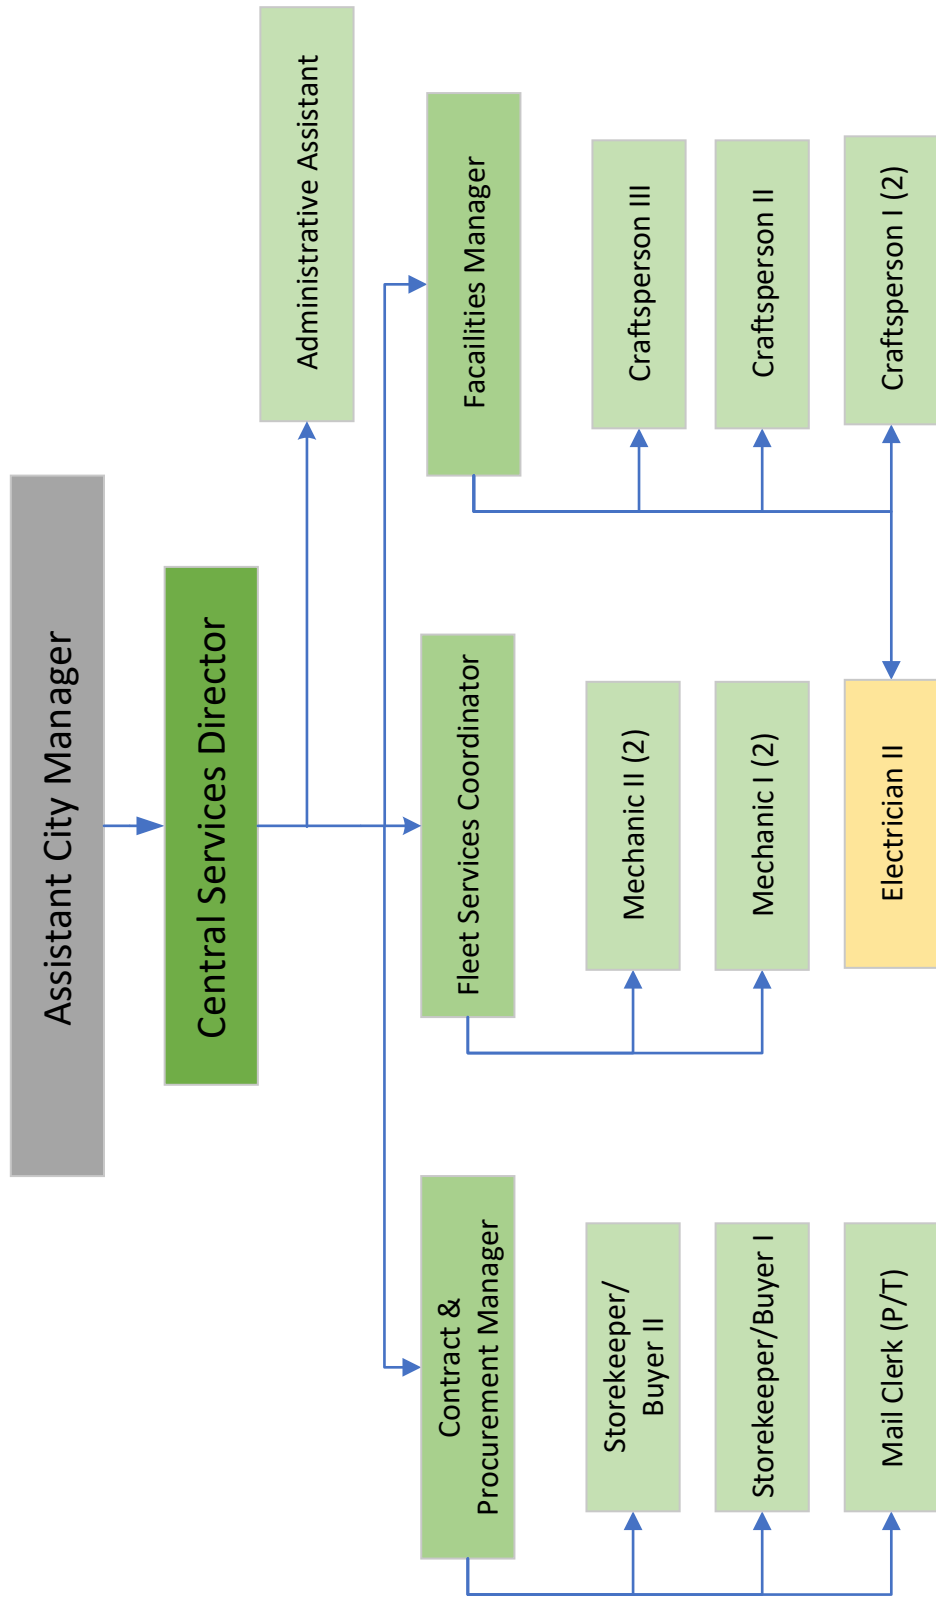 Assistant City Manager
Central Services Director
Administrative Assistant
Contract &
Procurement Manager
Fleet Services Coordinator
Facailities Manager
Storekeeper/
Buyer II
Mechanic II (2)
Craftsperson III
Storekeeper/Buyer I
Mechanic I (2)
Craftsperson II
Mail Clerk (P/T)
Electrician II
Craftsperson I (2)